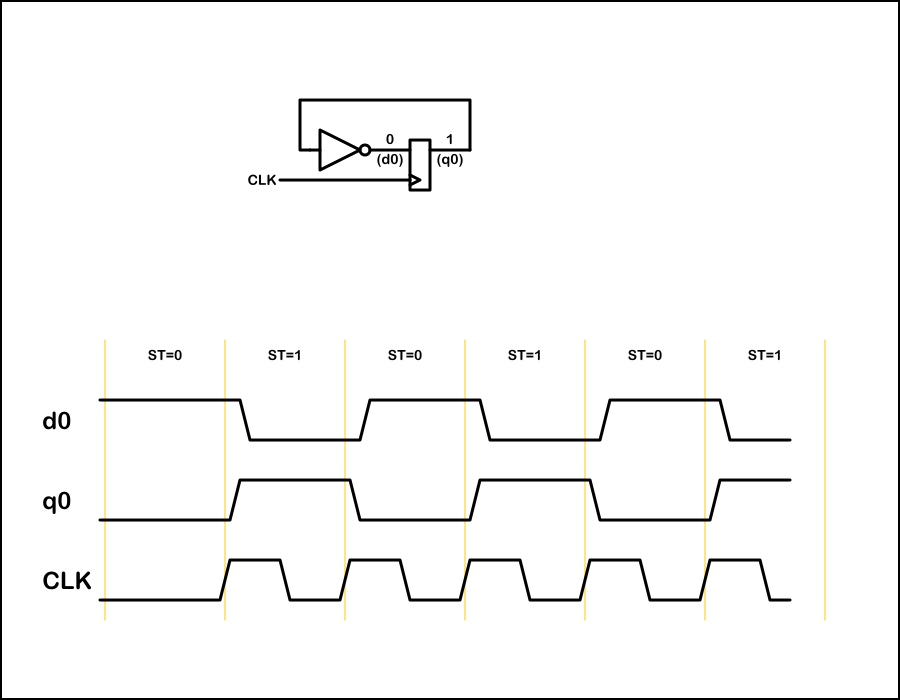 0 1
(d0) (q0)
CLK
ST=0 ST=1 ST=0 ST=1 ST=0 ST=1
d0
q0
CLK